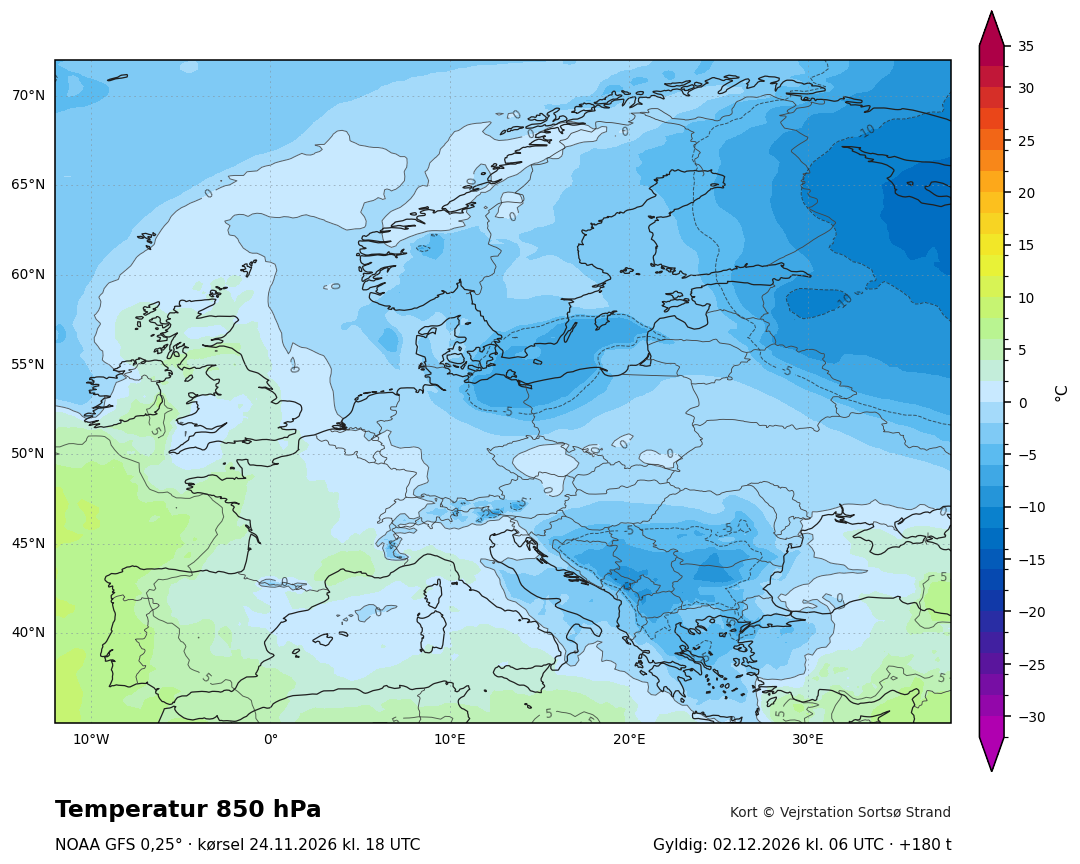 70°N
65°N
60°N
55°N
50°N
45°N
40°N
10°W
0°
10°E
20°E
30°E
35
30
25
20
15
10
5
0
−5
−10
−15
−20
−25
−30
°C
Temperatur 850 hPa
Kort © Vejrstation Sortsø Strand
NOAA GFS 0,25° · kørsel 24.11.2026 kl. 18 UTC
Gyldig: 02.12.2026 kl. 06 UTC · +180 t